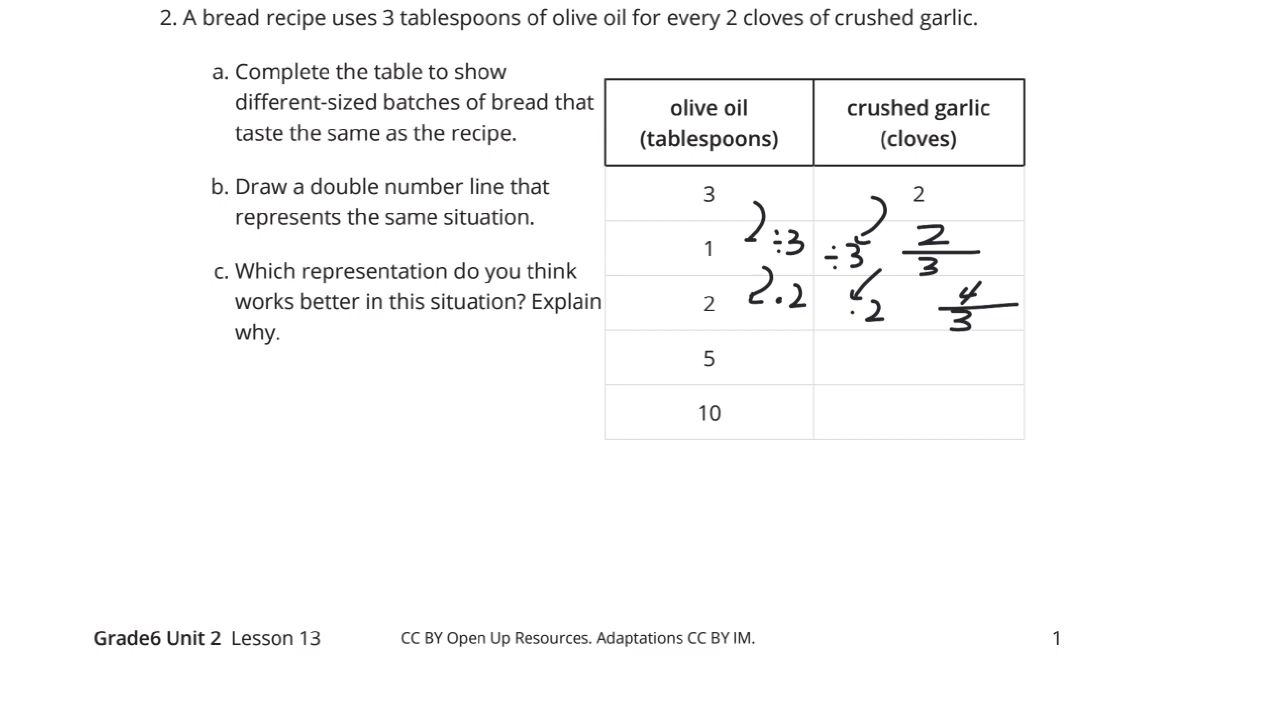 2. A bread recipe uses 3 tablespoons of olive oil for every 2 cloves of crushed garlic.
a. Complete the table to show
different-sized batches of bread that
taste the same as the recipe.
b. Draw a double number line that
represents the same situation.
c. Which representation do you think
works better in this situation? Explain
why.
olive oil crushed garlic
(tablespoons) (cloves)
3 2
÷3 ÷3
1 2/3
·2 ·2
2 4/3
5
10
Grade6 Unit 2 Lesson 13 CC BY Open Up Resources. Adaptations CC BY IM. 1